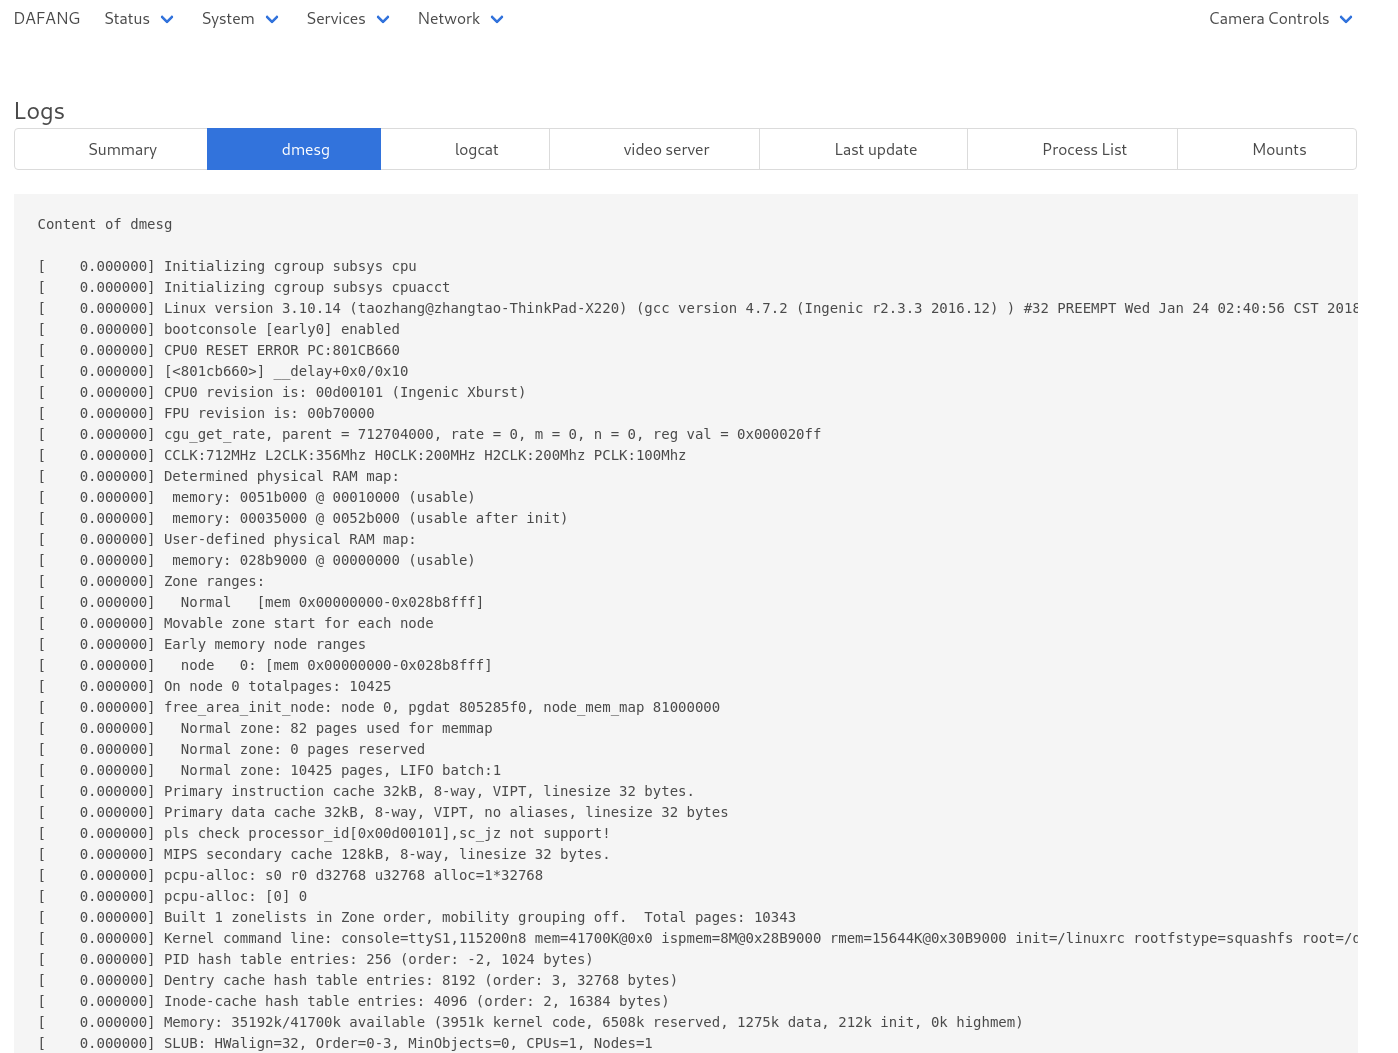 DAFANG Status System Services Network Camera Controls
Logs
Summary dmesg logcat video server Last update Process List Mounts
Content of dmesg
[    0.000000] Initializing cgroup subsys cpu
[    0.000000] Initializing cgroup subsys cpuacct
[    0.000000] Linux version 3.10.14 (taozhang@zhangtao-ThinkPad-X220) (gcc version 4.7.2 (Ingenic r2.3.3 2016.12) ) #32 PREEMPT Wed Jan 24 02:40:56 CST 2018
[    0.000000] bootconsole [early0] enabled
[    0.000000] CPU0 RESET ERROR PC:801CB660
[    0.000000] [<801cb660>] __delay+0x0/0x10
[    0.000000] CPU0 revision is: 00d00101 (Ingenic Xburst)
[    0.000000] FPU revision is: 00b70000
[    0.000000] cgu_get_rate, parent = 712704000, rate = 0, m = 0, n = 0, reg val = 0x000020ff
[    0.000000] CCLK:712MHz L2CLK:356Mhz H0CLK:200MHz H2CLK:200Mhz PCLK:100Mhz
[    0.000000] Determined physical RAM map:
[    0.000000]  memory: 0051b000 @ 00010000 (usable)
[    0.000000]  memory: 00035000 @ 0052b000 (usable after init)
[    0.000000] User-defined physical RAM map:
[    0.000000]  memory: 028b9000 @ 00000000 (usable)
[    0.000000] Zone ranges:
[    0.000000]   Normal   [mem 0x00000000-0x028b8fff]
[    0.000000] Movable zone start for each node
[    0.000000] Early memory node ranges
[    0.000000]   node   0: [mem 0x00000000-0x028b8fff]
[    0.000000] On node 0 totalpages: 10425
[    0.000000] free_area_init_node: node 0, pgdat 805285f0, node_mem_map 81000000
[    0.000000]   Normal zone: 82 pages used for memmap
[    0.000000]   Normal zone: 0 pages reserved
[    0.000000]   Normal zone: 10425 pages, LIFO batch:1
[    0.000000] Primary instruction cache 32kB, 8-way, VIPT, linesize 32 bytes.
[    0.000000] Primary data cache 32kB, 8-way, VIPT, no aliases, linesize 32 bytes
[    0.000000] pls check processor_id[0x00d00101],sc_jz not support!
[    0.000000] MIPS secondary cache 128kB, 8-way, linesize 32 bytes.
[    0.000000] pcpu-alloc: s0 r0 d32768 u32768 alloc=1*32768
[    0.000000] pcpu-alloc: [0] 0
[    0.000000] Built 1 zonelists in Zone order, mobility grouping off.  Total pages: 10343
[    0.000000] Kernel command line: console=ttyS1,115200n8 mem=41700K@0x0 ispmem=8M@0x28B9000 rmem=15644K@0x30B9000 init=/linuxrc rootfstype=squashfs root=/d
[    0.000000] PID hash table entries: 256 (order: -2, 1024 bytes)
[    0.000000] Dentry cache hash table entries: 8192 (order: 3, 32768 bytes)
[    0.000000] Inode-cache hash table entries: 4096 (order: 2, 16384 bytes)
[    0.000000] Memory: 35192k/41700k available (3951k kernel code, 6508k reserved, 1275k data, 212k init, 0k highmem)
[    0.000000] SLUB: HWalign=32, Order=0-3, MinObjects=0, CPUs=1, Nodes=1